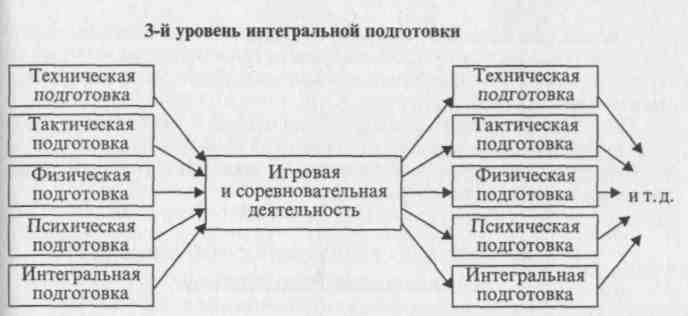 3-й уровень интегральной подготовки
Техническая
подготовка
Тактическая
подготовка
Физическая
подготовка
Психическая
подготовка
Интегральная
подготовка
Игровая
и соревновательная
деятельность
Техническая
подготовка
Тактическая
подготовка
Физическая
подготовка
Психическая
подготовка
Интегральная
подготовка
и т. д.